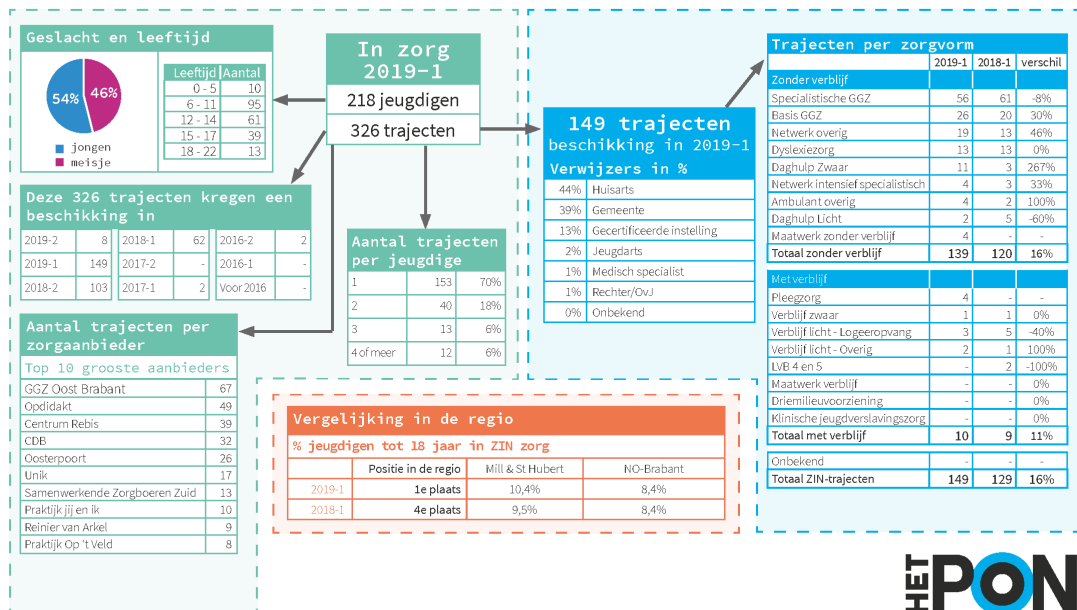 Geslacht en leeftijd
54%
46%
jongen
meisje
Leeftijd Aantal
0 - 5 10
6 - 11 95
12 - 14 61
15 - 17 39
18 - 22 13
In zorg
2019-1
218 jeugdigen
326 trajecten
Deze 326 trajecten kregen een
beschikking in
2019-2 8 2018-1 62 2016-2 2
2019-1 149 2017-2 - 2016-1 -
2018-2 103 2017-1 2 Voor 2016 -
Aantal trajecten
per jeugdige
1 153 70%
2 40 18%
3 13 6%
4 of meer 12 6%
Aantal trajecten per
zorgaanbieder
Top 10 grooste aanbieders
GGZ Oost Brabant 67
Opdidakt 49
Centrum Rebis 39
CDB 32
Oosterpoort 26
Unik 17
Samenwerkende Zorgboeren Zuid 13
Praktijk jij en ik 10
Reinier van Arkel 9
Praktijk Op 't Veld 8
149 trajecten
beschikking in 2019-1
Verwijzers in %
44% Huisarts
39% Gemeente
13% Gecertificeerde instelling
2% Jeugdarts
1% Medisch specialist
1% Rechter/OvJ
0% Onbekend
Trajecten per zorgvorm
2019-1 2018-1 verschil
Zonder verblijf
Specialistische GGZ 56 61 -8%
Basis GGZ 26 20 30%
Netwerk overig 19 13 46%
Dyslexiezorg 13 13 0%
Daghulp Zwaar 11 3 267%
Netwerk intensief specialistisch 4 3 33%
Ambulant overig 4 2 100%
Daghulp Licht 2 5 -60%
Maatwerk zonder verblijf 4 - -
Totaal zonder verblijf 139 120 16%
Met verblijf
Pleegzorg 4 - -
Verblijf zwaar 1 1 0%
Verblijf licht - Logeeropvang 3 5 -40%
Verblijf licht - Overig 2 1 100%
LVB 4 en 5 - 2 -100%
Maatwerk verblijf - - 0%
Driemilieuvoorziening - - 0%
Klinische jeugdverslavingszorg - - 0%
Totaal met verblijf 10 9 11%
Onbekend - - -
Totaal ZIN-trajecten 149 129 16%
Vergelijking in de regio
% jeugdigen tot 18 jaar in ZIN zorg
Positie in de regio Mill & St Hubert NO-Brabant
2019-1 1e plaats 10,4% 8,4%
2018-1 4e plaats 9,5% 8,4%
HET PON